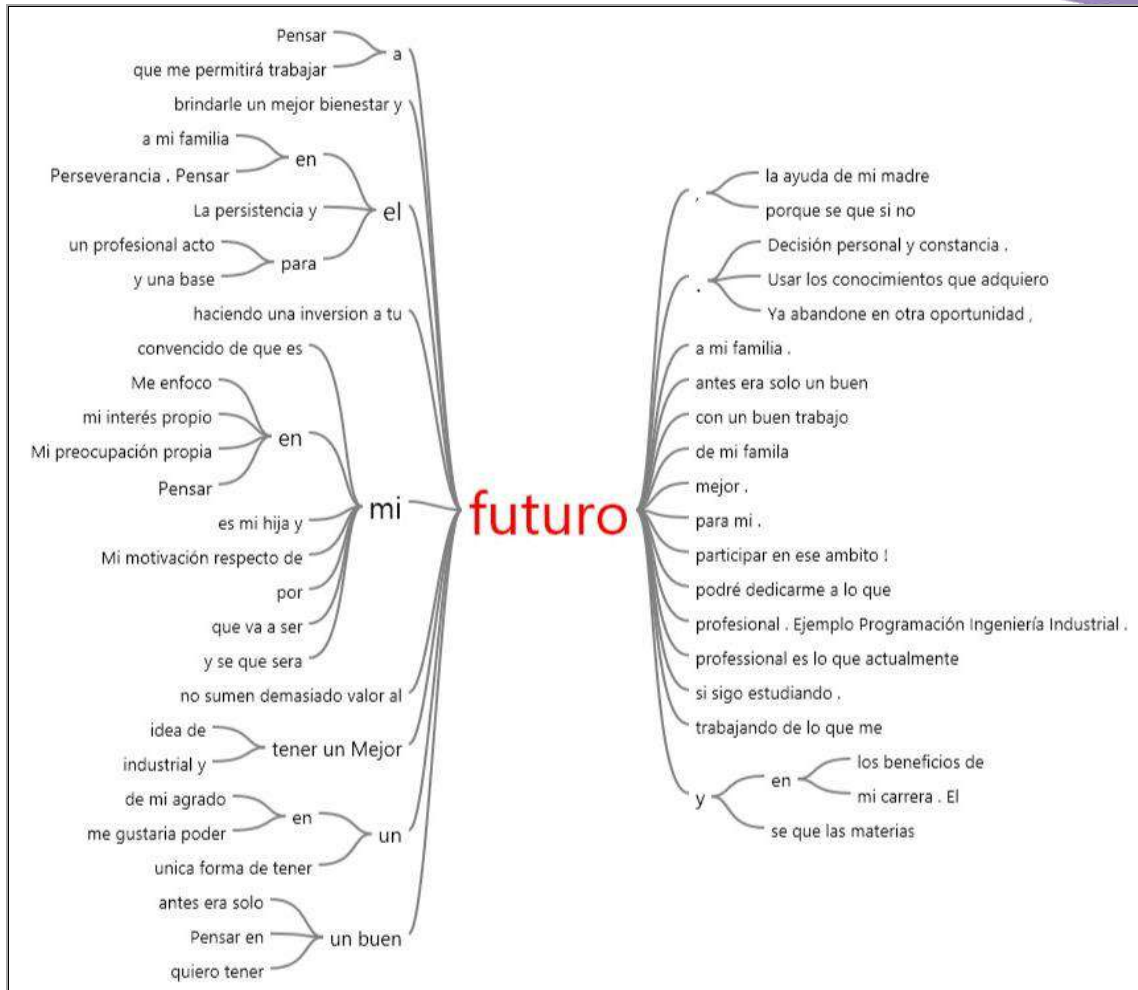 Pensar
a
que me permitirá trabajar
brindarle un mejor bienestar y
a mi familia
en
Perseverancia . Pensar
La persistencia y
el
un profesional acto
para
y una base
haciendo una inversion a tu
convencido de que es
Me enfoco
mi interés propio
en
Mi preocupación propia
Pensar
mi
es mi hija y
Mi motivación respecto de
por
que va a ser
y se que sera
no sumen demasiado valor al
idea de
tener un Mejor
industrial y
de mi agrado
en
me gustaria poder
un
unica forma de tener
antes era solo
Pensar en
un buen
quiero tener
futuro
,
la ayuda de mi madre
porque se que si no
.
Decisión personal y constancia .
Usar los conocimientos que adquiero
Ya abandone en otra oportunidad ,
a mi familia .
antes era solo un buen
con un buen trabajo
de mi famila
mejor .
para mi .
participar en ese ambito !
podré dedicarme a lo que
profesional . Ejemplo Programación Ingeniería Industrial .
professional es lo que actualmente
si sigo estudiando .
trabajando de lo que me
y
en
los beneficios de
mi carrera . El
se que las materias